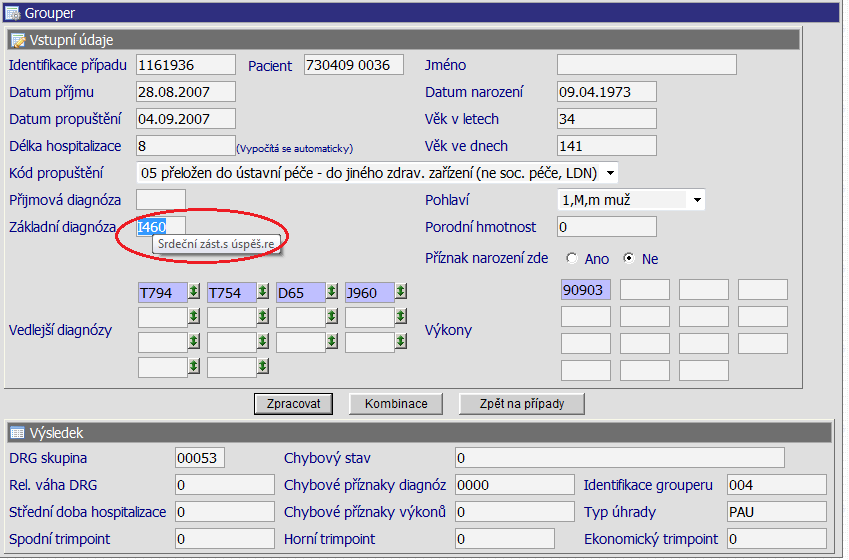 Grouper
Vstupní údaje
Identifikace případu 1161936 Pacient 730409 0036 Jméno
Datum příjmu 28.08.2007 Datum narození 09.04.1973
Datum propuštění 04.09.2007 Věk v letech 34
Délka hospitalizace 8 (Vypočítá se automaticky) Věk ve dnech 141
Kód propuštění 05 přeložen do ústavní péče - do jiného zdrav. zařízení (ne soc. péče, LDN)
Přijmová diagnóza Pohlaví 1,M,m muž
Základní diagnóza I460 Porodní hmotnost 0
Srdeční zást.s úspěš.re
Příznak narození zde Ano Ne
T794 T754 D65 J960 90903
Vedlejší diagnózy Výkony
Zpracovat Kombinace Zpět na případy
Výsledek
DRG skupina 00053 Chybový stav 0
Rel. váha DRG 0 Chybové příznaky diagnóz 0000 Identifikace grouperu 004
Střední doba hospitalizace 0 Chybové příznaky výkonů 0 Typ úhrady PAU
Spodní trimpoint 0 Horní trimpoint 0 Ekonomický trimpoint 0